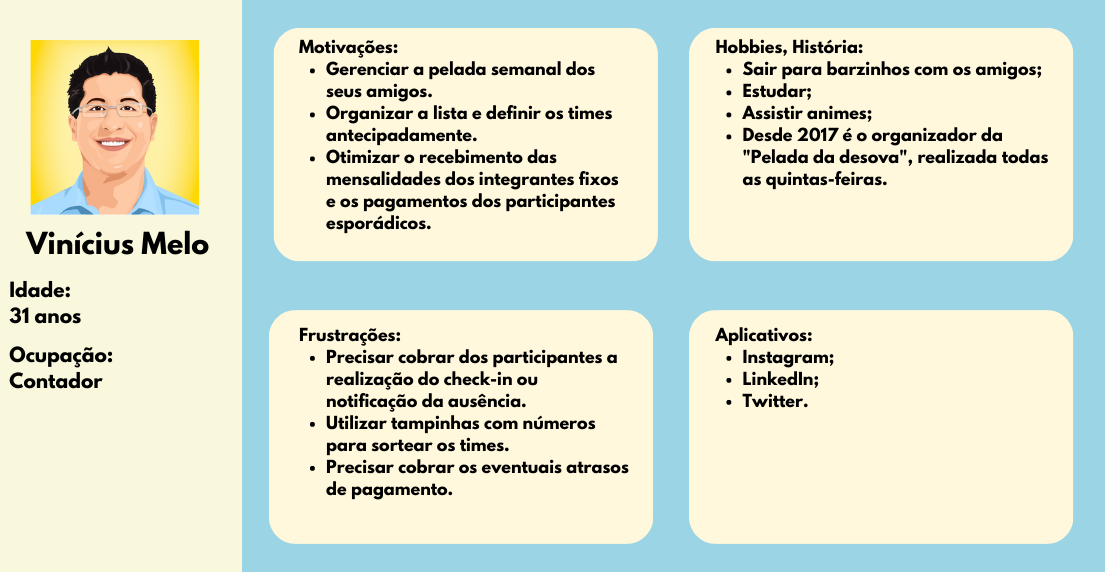 Vinícius Melo
Idade:
31 anos
Ocupação:
Contador
Motivações:
• Gerenciar a pelada semanal dos
seus amigos.
• Organizar a lista e definir os times
antecipadamente.
• Otimizar o recebimento das
mensalidades dos integrantes fixos
e os pagamentos dos participantes
esporádicos.
Hobbies, História:
• Sair para barzinhos com os amigos;
• Estudar;
• Assistir animes;
• Desde 2017 é o organizador da
"Pelada da desova", realizada todas
as quintas-feiras.
Frustrações:
• Precisar cobrar dos participantes a
realização do check-in ou
notificação da ausência.
• Utilizar tampinhas com números
para sortear os times.
• Precisar cobrar os eventuais atrasos
de pagamento.
Aplicativos:
• Instagram;
• LinkedIn;
• Twitter.